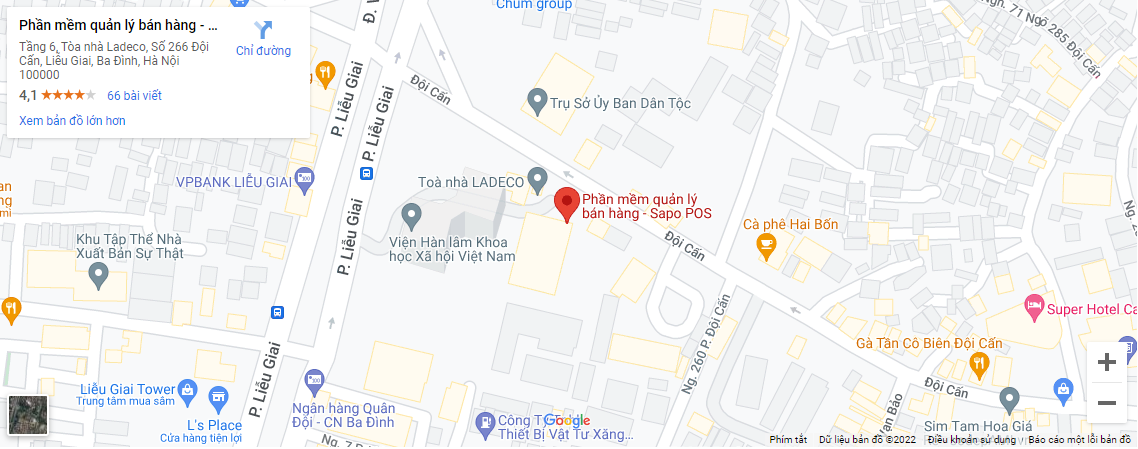 Phần mềm quản lý bán hàng - ...
Tầng 6, Tòa nhà Ladeco, Số 266 Đội
Cấn, Liễu Giai, Ba Đình, Hà Nội
100000
Chỉ đường
4,1
66 bài viết
Xem bản đồ lớn hơn
Chum group
Ng. 71 Ngõ 285 Đội Cấn
P. Liễu Giai
P. Liễu Giai
Đội Cấn
Trụ Sở Ủy Ban Dân Tộc
VPBANK LIỄU GIAI
Toà nhà LADECO
Phần mềm quản lý
bán hàng - Sapo POS
P. Liễu Giai
P. Liễu Giai
Viện Hàn lâm Khoa
học Xã hội Việt Nam
Đội Cấn
Cà phê Hai Bốn
Khu Tập Thể Nhà
Xuất Bản Sự Thật
Ng. 260 P. Đội Cấn
Super Hotel Ca
Gà Tần Cô Biện Đội Cấn
P. Liễu Giai
Đội Cấn
Liễu Giai Tower
Trung tâm mua sắm
L's Place
Cửa hàng tiện lợi
Ngân hàng Quân
Đội - CN Ba Đình
Thiết Bị Vật Tư Xăng...
Google
Sim Tam Hoa Giá
Phím tắt
Dữ liệu bản đồ ©2022
Điều khoản sử dụng
Báo cáo một lỗi bản đồ